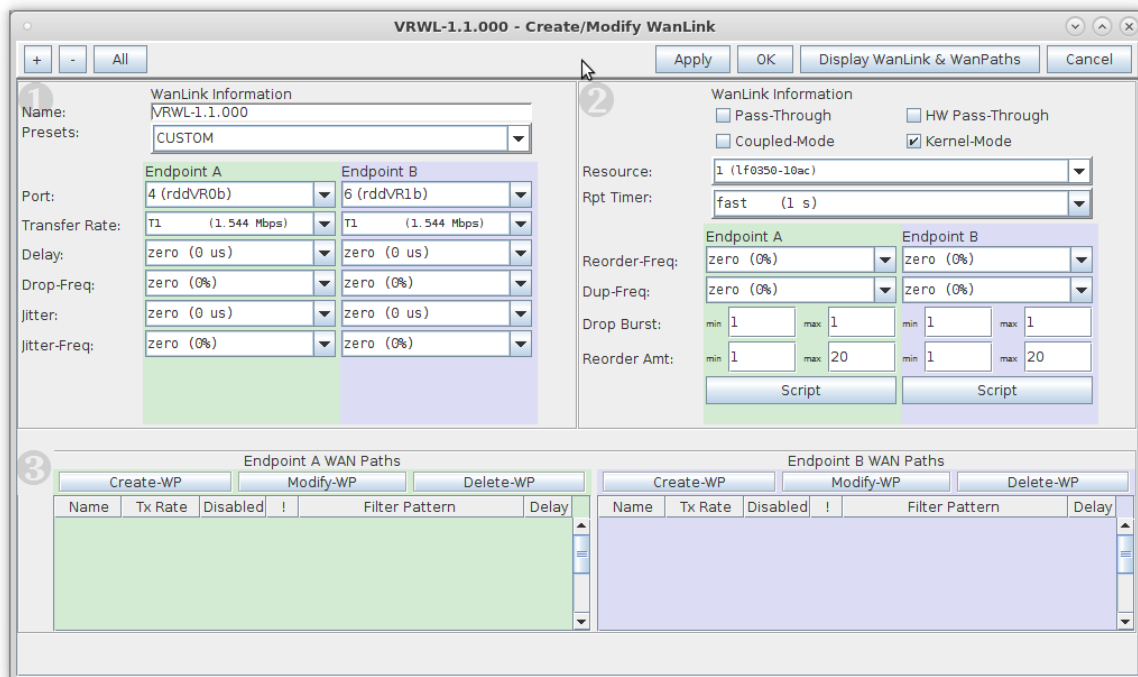 VRWL-1.1.000 - Create/Modify WanLink
+ - All Apply OK Display WanLink & WanPaths Cancel
1
WanLink Information
Name: VRWL-1.1.000
Presets: CUSTOM
Endpoint A Endpoint B
Port: 4 (rddVR0b) 6 (rddVR1b)
Transfer Rate: T1 (1.544 Mbps) T1 (1.544 Mbps)
Delay: zero (0 us) zero (0 us)
Drop-Freq: zero (0%) zero (0%)
Jitter: zero (0 us) zero (0 us)
Jitter-Freq: zero (0%) zero (0%)
2
WanLink Information
Pass-Through HW Pass-Through
Coupled-Mode Kernel-Mode
Resource: 1 (lf0350-10ac)
Rpt Timer: fast (1 s)
Endpoint A Endpoint B
Reorder-Freq: zero (0%) zero (0%)
Dup-Freq: zero (0%) zero (0%)
Drop Burst: min 1 max 1 min 1 max 1
Reorder Amt: min 1 max 20 min 1 max 20
Script Script
3
Endpoint A WAN Paths
Create-WP Modify-WP Delete-WP
Name Tx Rate Disabled ! Filter Pattern Delay
Endpoint B WAN Paths
Create-WP Modify-WP Delete-WP
Name Tx Rate Disabled ! Filter Pattern Delay